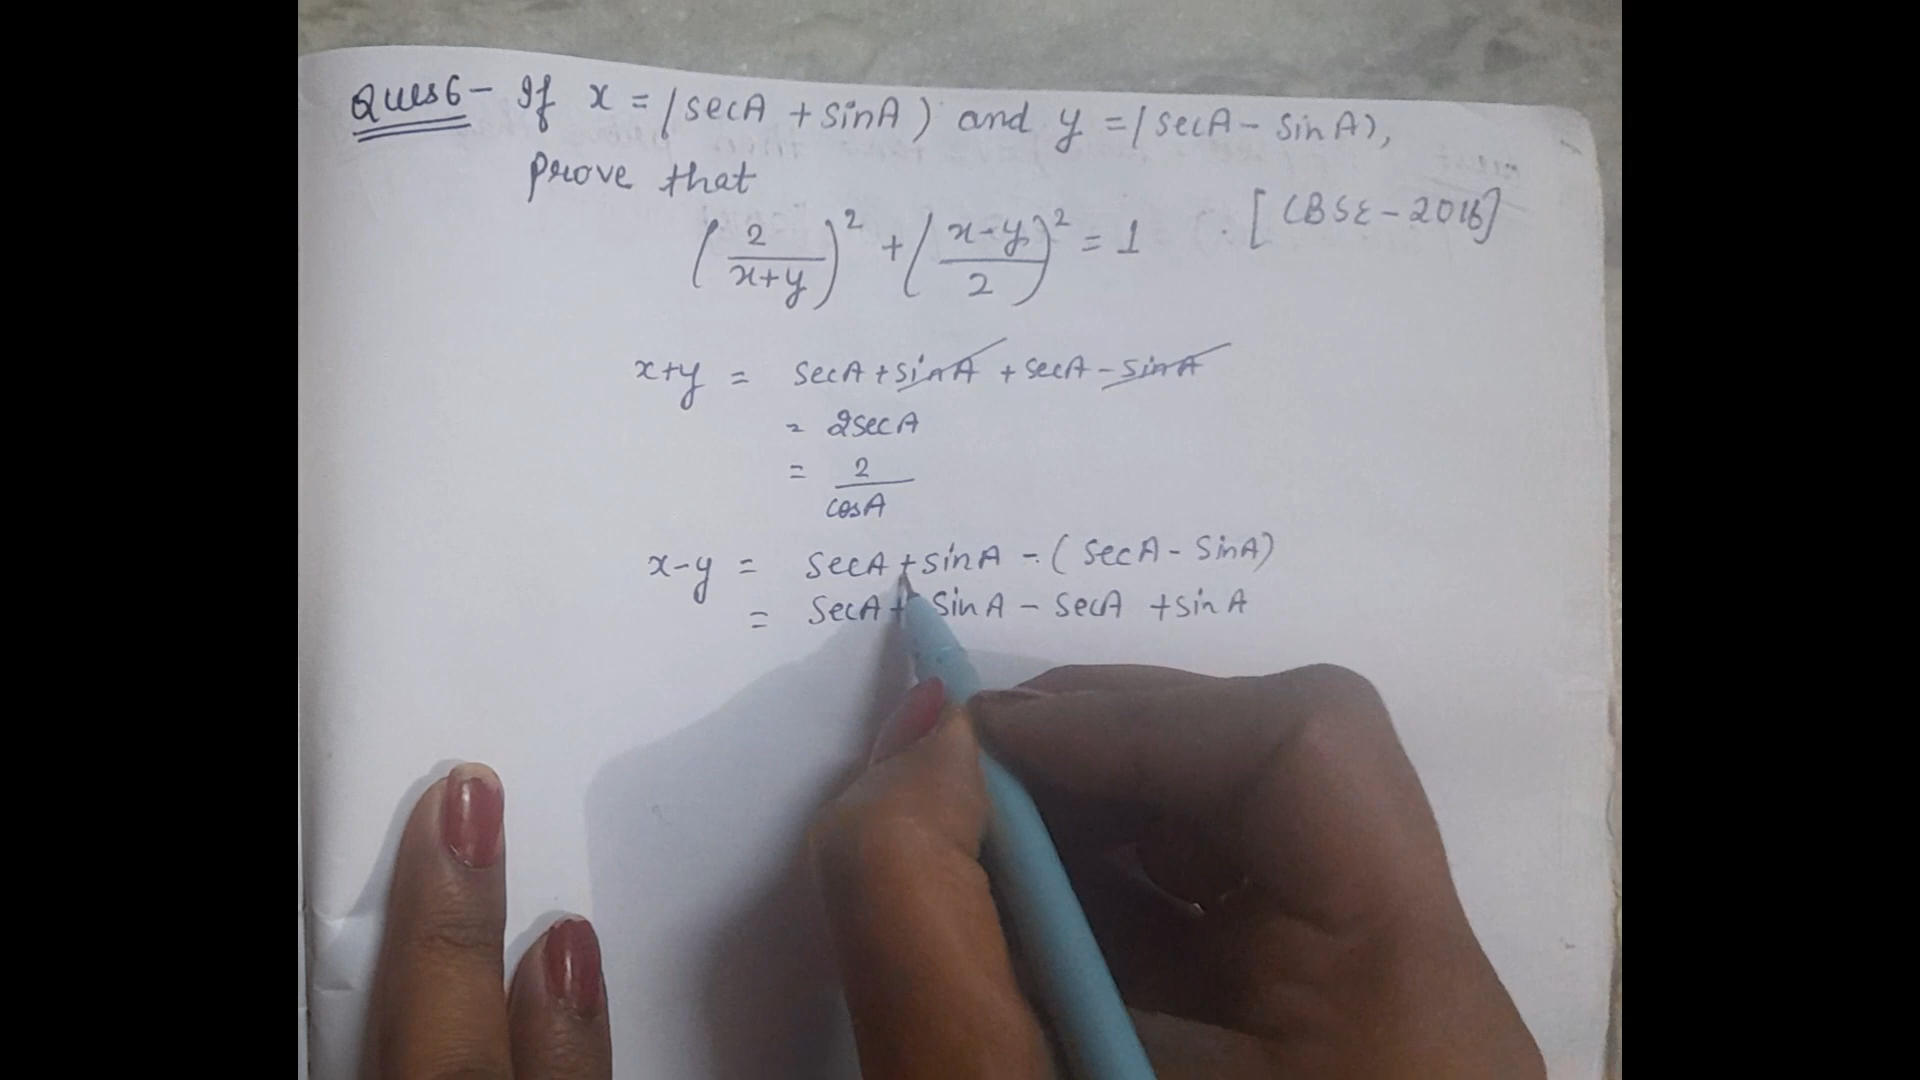 Ques6- If x = (secA + sinA) and y = (secA - sinA),
prove that
(2/(x+y))² + ((x-y)/2)² = 1 . [CBSE-2016]
x+y = secA + sinA + secA - sinA
= 2secA
= 2/cosA
x-y = secA + sinA - (secA - sinA)
= secA + sinA - secA + sinA